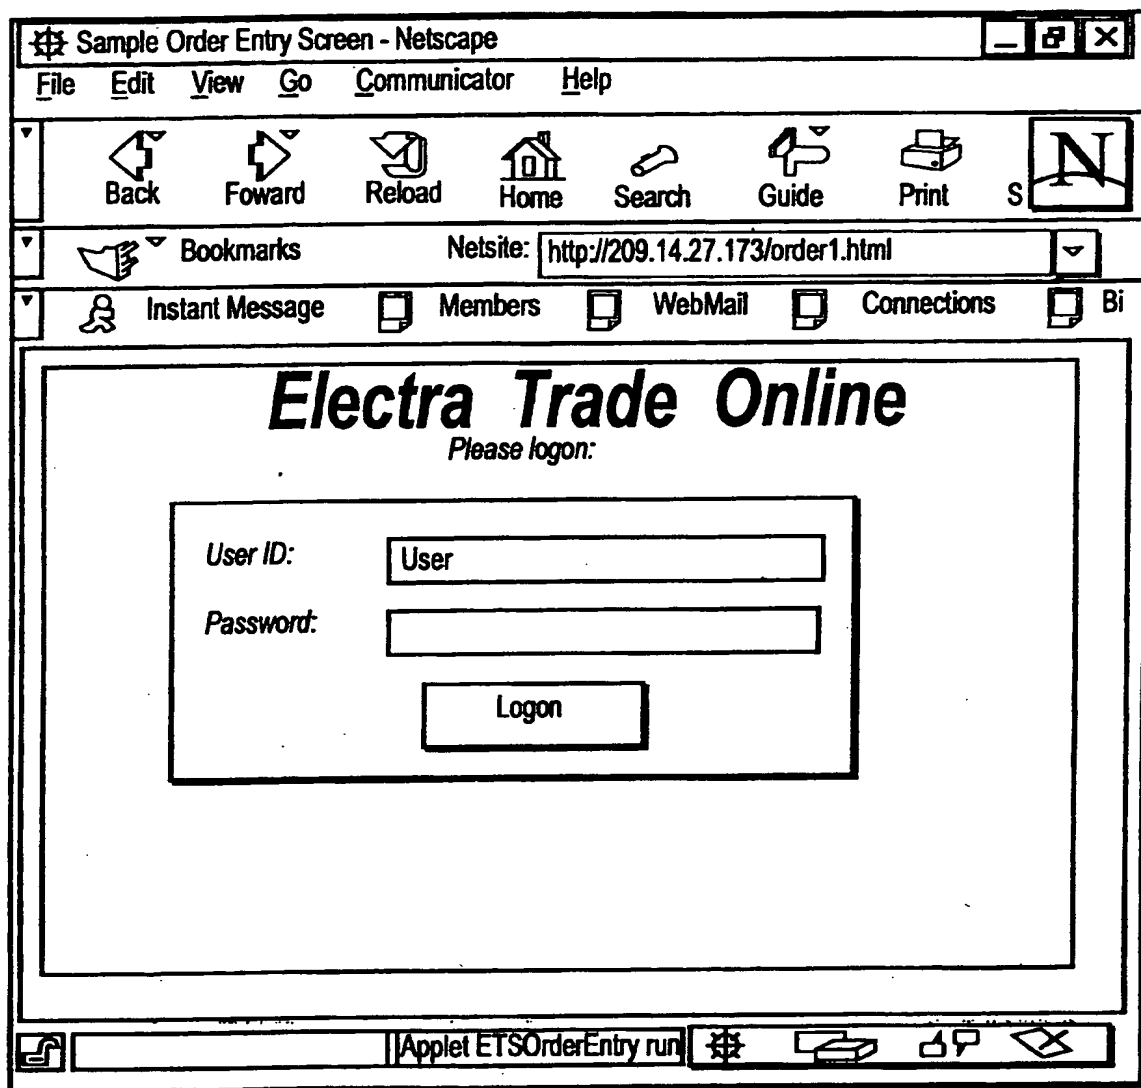 Sample Order Entry Screen - Netscape
File Edit View Go Communicator Help
Back Foward Reload Home Search Guide Print S N
Bookmarks Netsite: http://209.14.27.173/order1.html
Instant Message Members WebMail Connections Bi
Electra Trade Online
Please logon:
User ID: User
Password:
Logon
Applet ETSOrderEntry run